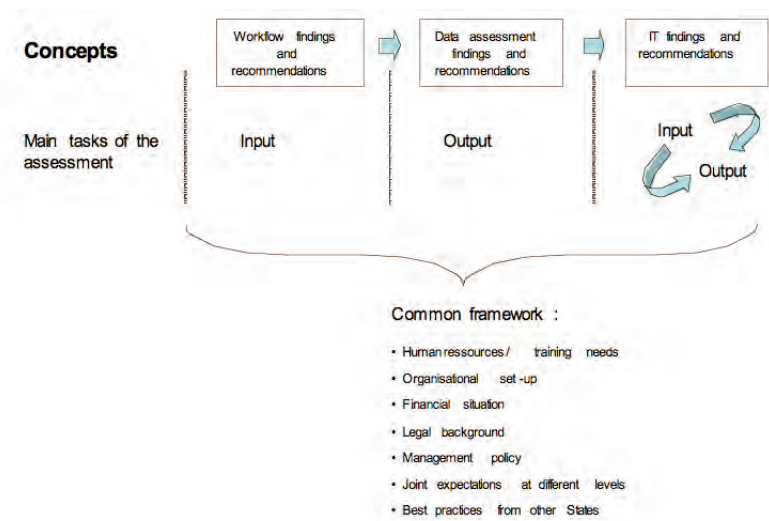 Concepts
Workflow findings
and
recommendations
Data assessment
findings and
recommendations
IT findings and
recommendations
Main tasks of the
assessment
Input
Output
Input
Output
Common framework :
• Human ressources / training needs
• Organisational set -up
• Financial situation
• Legal background
• Management policy
• Joint expectations at different levels
• Best practices from other States